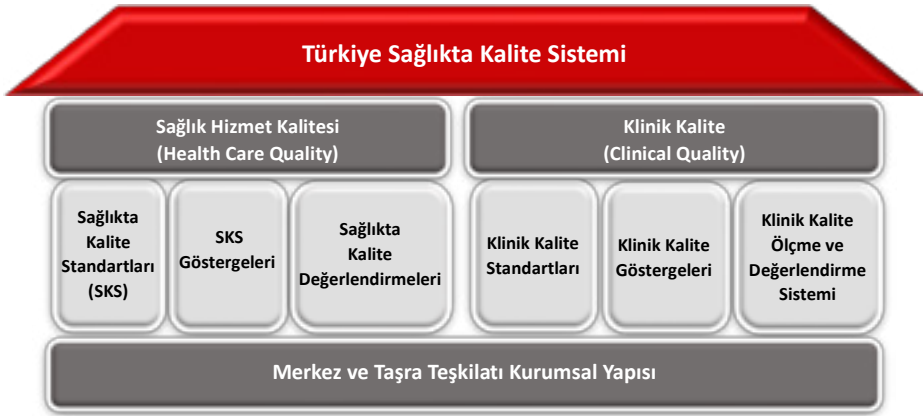 Türkiye Sağlıkta Kalite Sistemi
Sağlık Hizmet Kalitesi
(Health Care Quality)
Klinik Kalite
(Clinical Quality)
Sağlıkta
Kalite
Standartları
(SKS)
SKS
Göstergeleri
Sağlıkta
Kalite
Değerlendirmeleri
Klinik Kalite
Standartları
Klinik Kalite
Göstergeleri
Klinik Kalite
Ölçme ve
Değerlendirme
Sistemi
Merkez ve Taşra Teşkilatı Kurumsal Yapısı